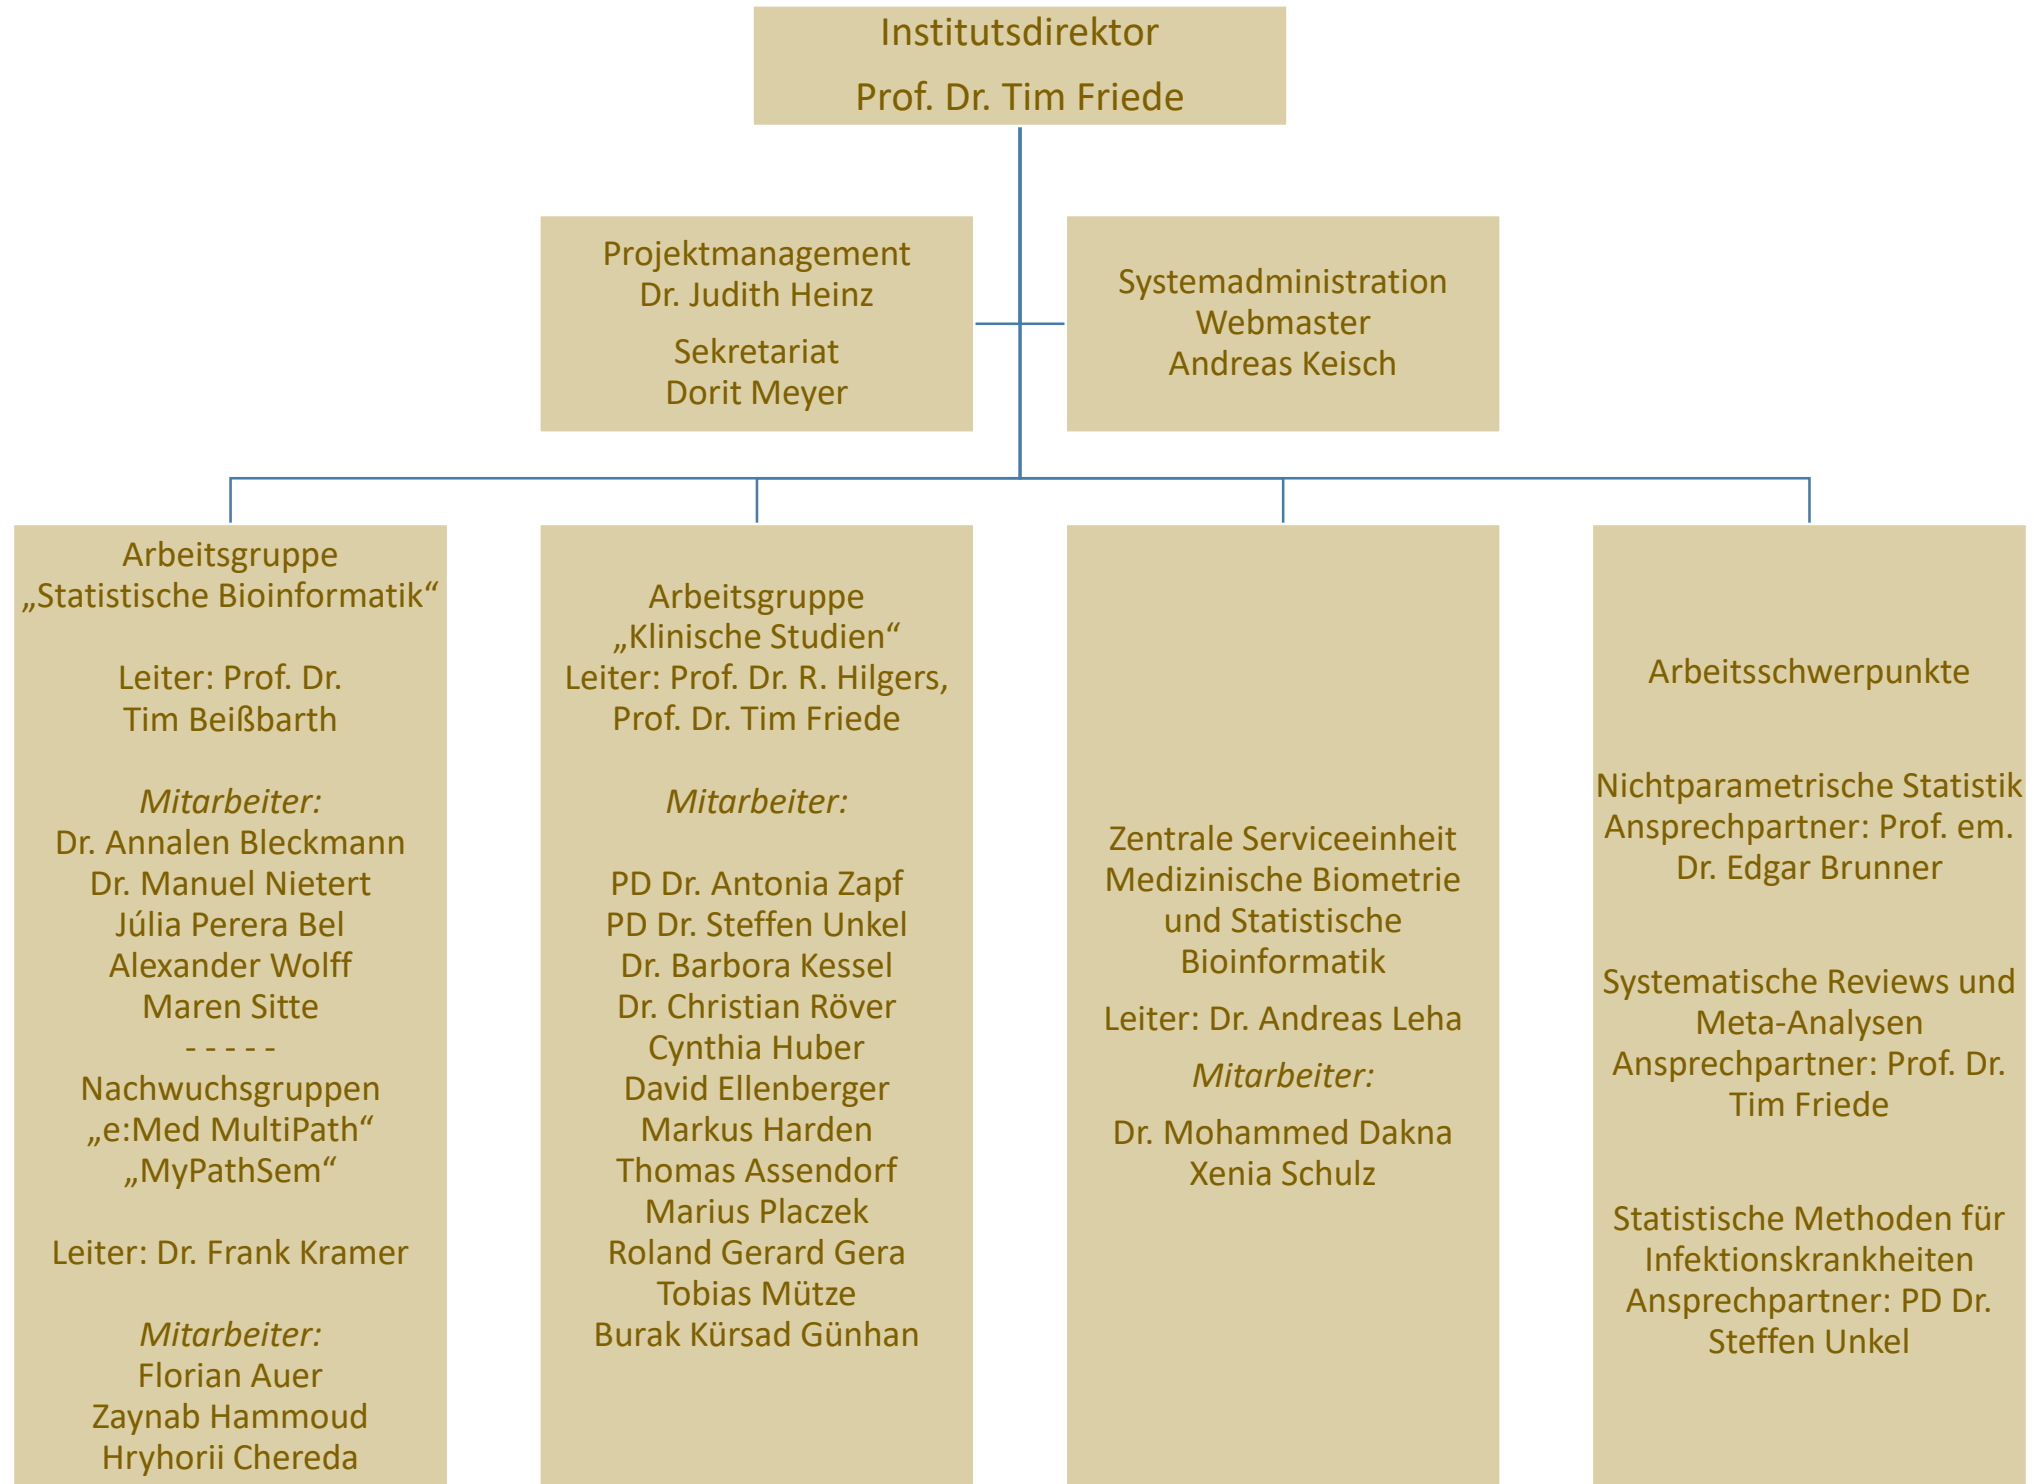 Institutsdirektor
Prof. Dr. Tim Friede
Projektmanagement
Dr. Judith Heinz
Sekretariat
Dorit Meyer
Systemadministration
Webmaster
Andreas Keisch
Arbeitsgruppe
„Statistische Bioinformatik“
Leiter: Prof. Dr.
Tim Beißbarth
Mitarbeiter:
Dr. Annalen Bleckmann
Dr. Manuel Nietert
Júlia Perera Bel
Alexander Wolff
Maren Sitte
- - - - -
Nachwuchsgruppen
„e:Med MultiPath“
„MyPathSem“
Leiter: Dr. Frank Kramer
Mitarbeiter:
Florian Auer
Zaynab Hammoud
Hryhorii Chereda
Arbeitsgruppe
„Klinische Studien“
Leiter: Prof. Dr. R. Hilgers,
Prof. Dr. Tim Friede
Mitarbeiter:
PD Dr. Antonia Zapf
PD Dr. Steffen Unkel
Dr. Barbora Kessel
Dr. Christian Röver
Cynthia Huber
David Ellenberger
Markus Harden
Thomas Assendorf
Marius Placzek
Roland Gerard Gera
Tobias Mütze
Burak Kürsad Günhan
Zentrale Serviceeinheit
Medizinische Biometrie
und Statistische
Bioinformatik
Leiter: Dr. Andreas Leha
Mitarbeiter:
Dr. Mohammed Dakna
Xenia Schulz
Arbeitsschwerpunkte
Nichtparametrische Statistik
Ansprechpartner: Prof. em.
Dr. Edgar Brunner
Systematische Reviews und
Meta-Analysen
Ansprechpartner: Prof. Dr.
Tim Friede
Statistische Methoden für
Infektionskrankheiten
Ansprechpartner: PD Dr.
Steffen Unkel